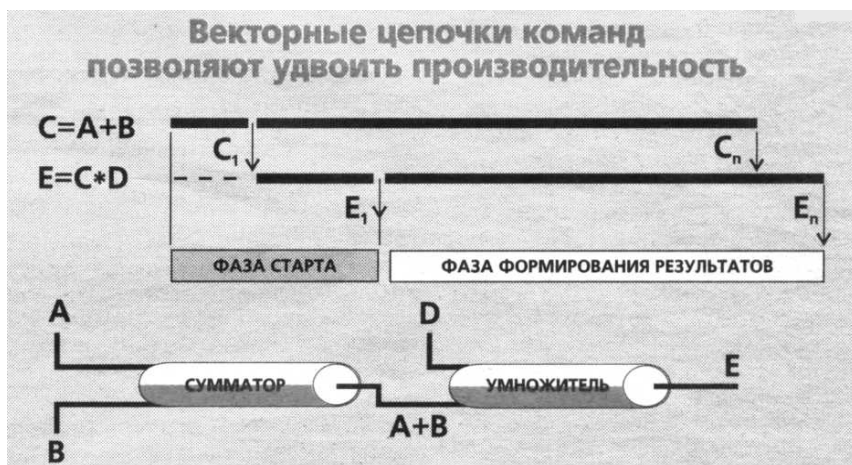 Векторные цепочки команд
позволяют удвоить производительность
C=A+B
C₁
Cₙ
E=C*D
E₁
Eₙ
ФАЗА СТАРТА
ФАЗА ФОРМИРОВАНИЯ РЕЗУЛЬТАТОВ
A
D
СУММАТОР
УМНОЖИТЕЛЬ
E
A+B
B